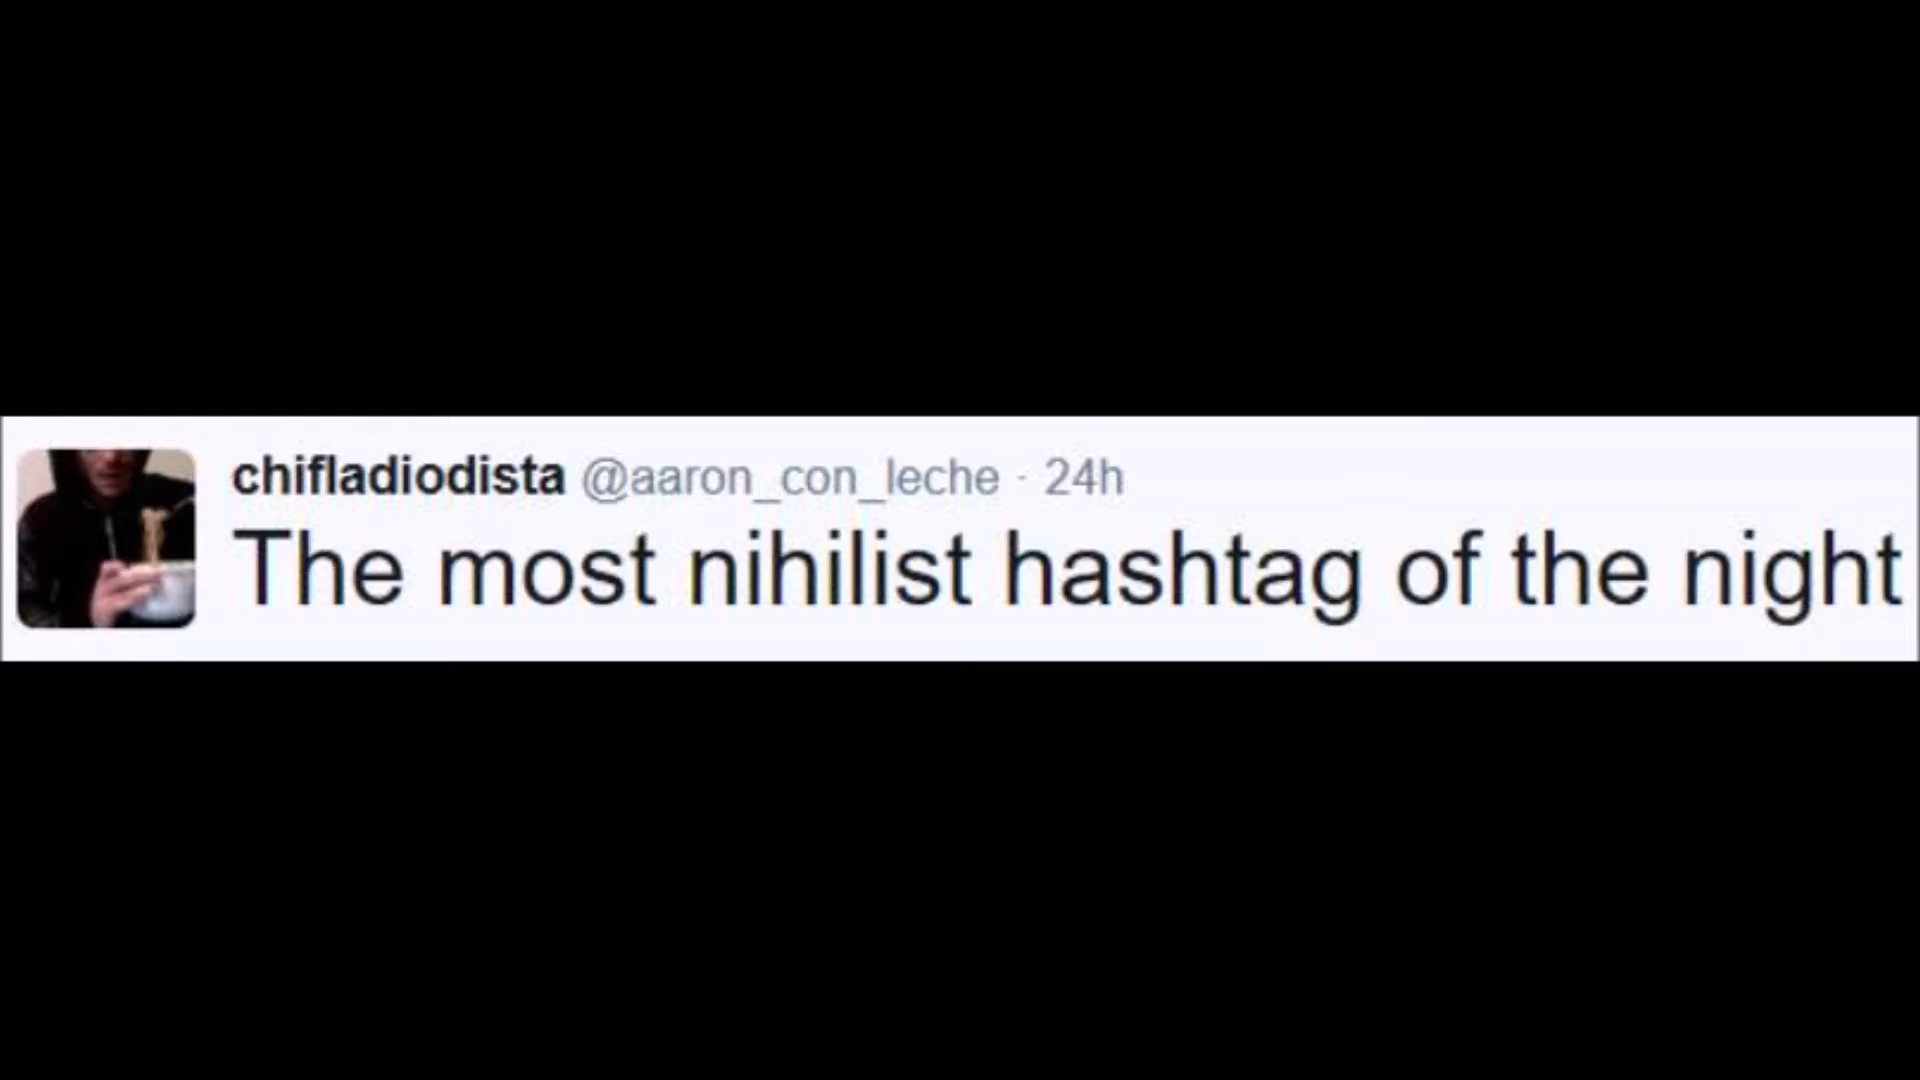 chifladiodista @aaron_con_leche · 24h
The most nihilist hashtag of the night